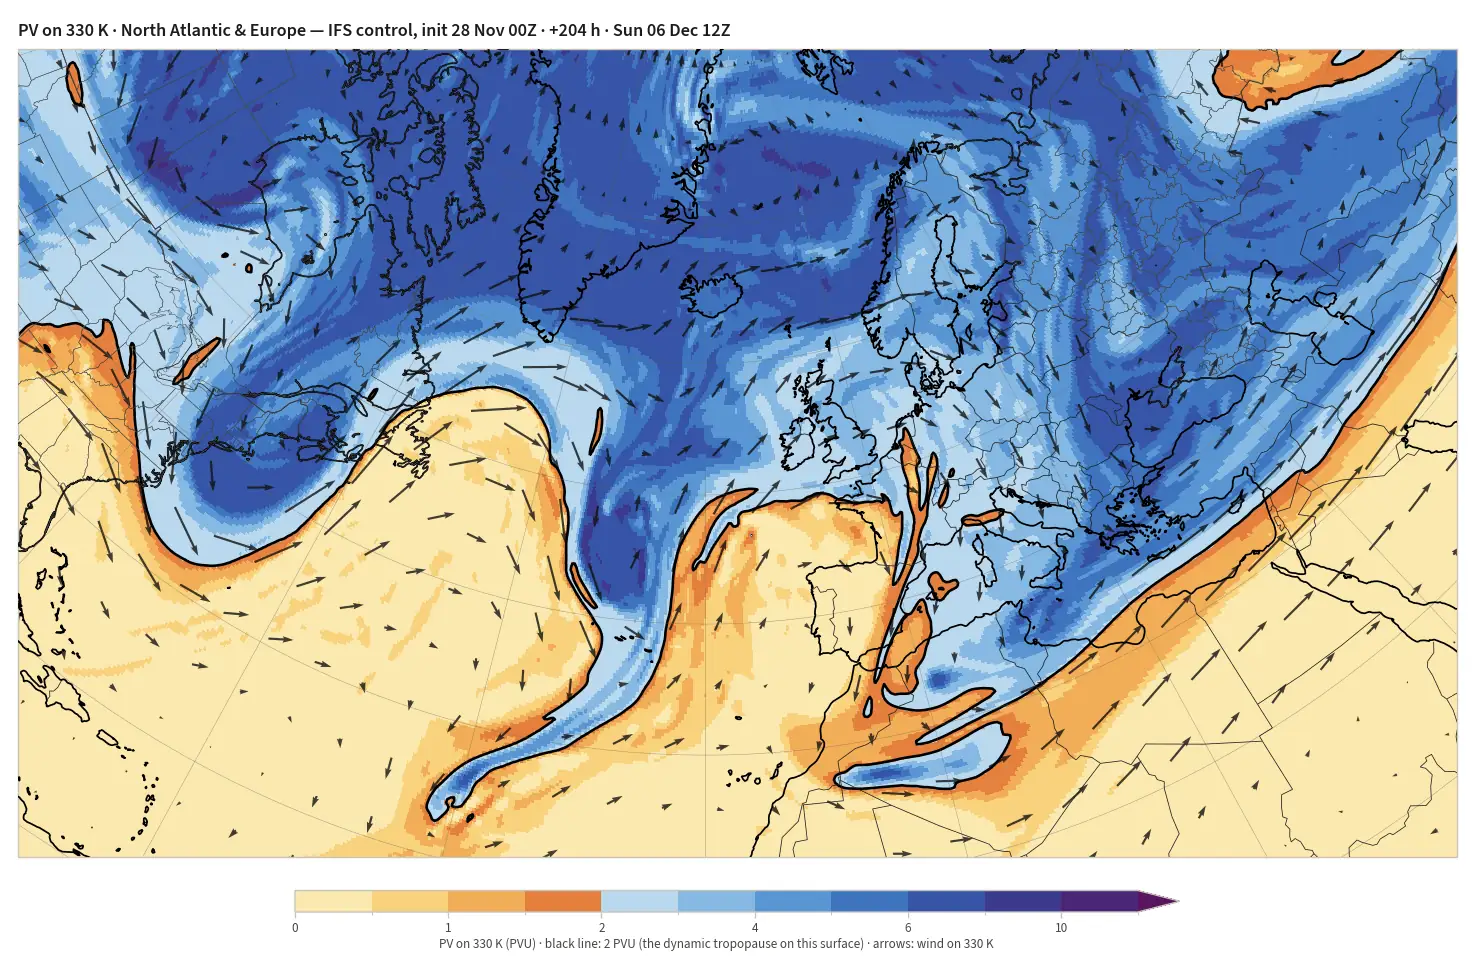 PV on 330 K · North Atlantic & Europe — IFS control, init 28 Nov 00Z · +204 h · Sun 06 Dec 12Z
0 1 2 4 6 10
PV on 330 K (PVU) · black line: 2 PVU (the dynamic tropopause on this surface) · arrows: wind on 330 K